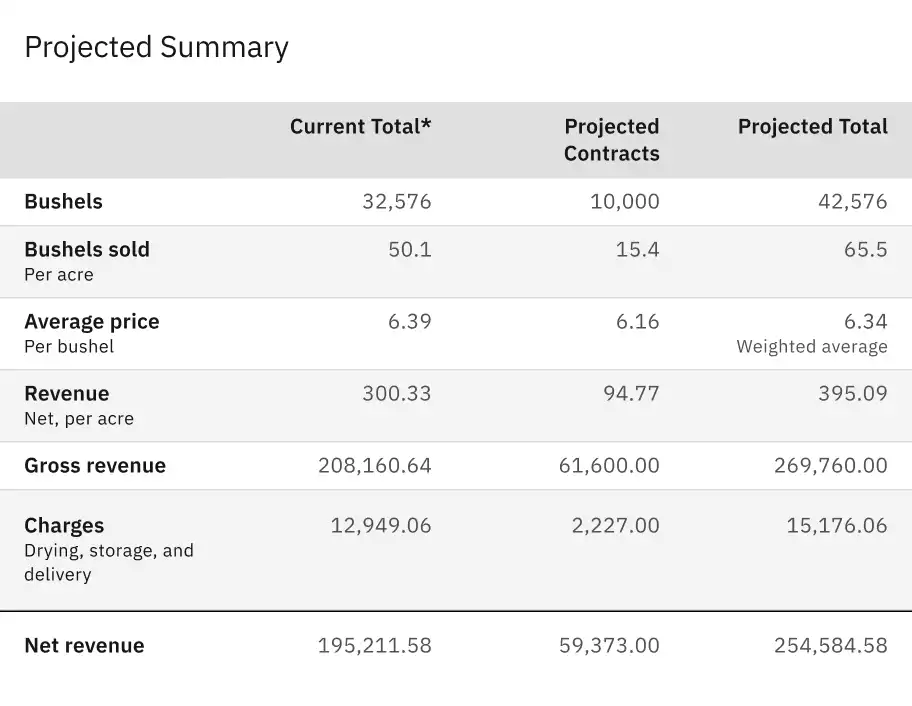 Projected Summary
Current Total* Projected Contracts Projected Total
Bushels 32,576 10,000 42,576
Bushels sold 50.1 15.4 65.5
Per acre
Average price 6.39 6.16 6.34
Per bushel Weighted average
Revenue 300.33 94.77 395.09
Net, per acre
Gross revenue 208,160.64 61,600.00 269,760.00
Charges 12,949.06 2,227.00 15,176.06
Drying, storage, and
delivery
Net revenue 195,211.58 59,373.00 254,584.58